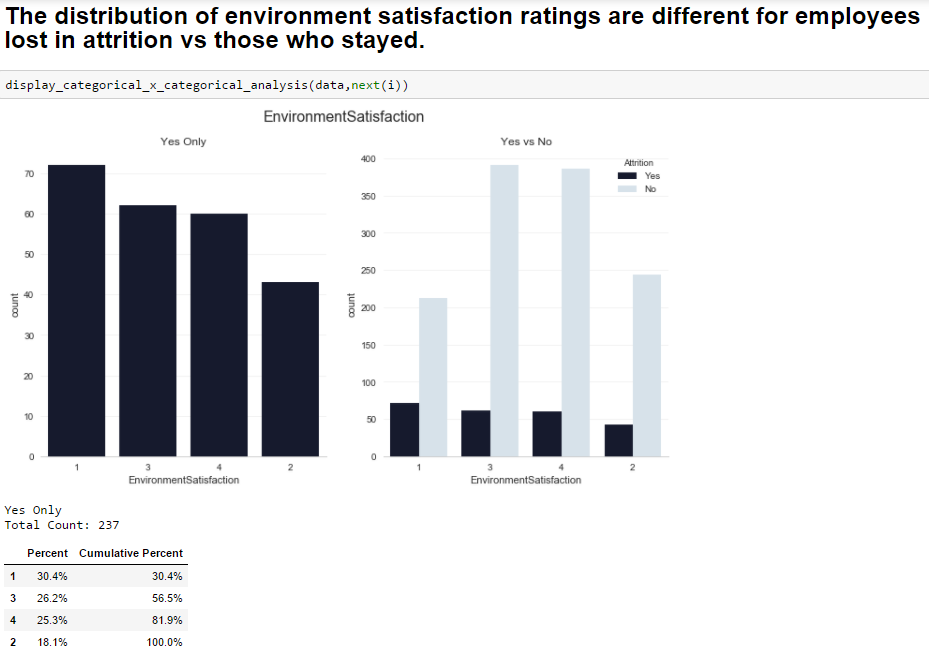 The distribution of environment satisfaction ratings are different for employees
lost in attrition vs those who stayed.
display_categorical_x_categorical_analysis(data,next(i))
EnvironmentSatisfaction
Yes Only
70
60
50
40
30
20
10
0
count
1 3 4 2
EnvironmentSatisfaction
Yes vs No
400
350
300
250
200
150
100
50
0
count
Attrition
Yes
No
1 3 4 2
EnvironmentSatisfaction
Yes Only
Total Count: 237
Percent Cumulative Percent
1 30.4% 30.4%
3 26.2% 56.5%
4 25.3% 81.9%
2 18.1% 100.0%